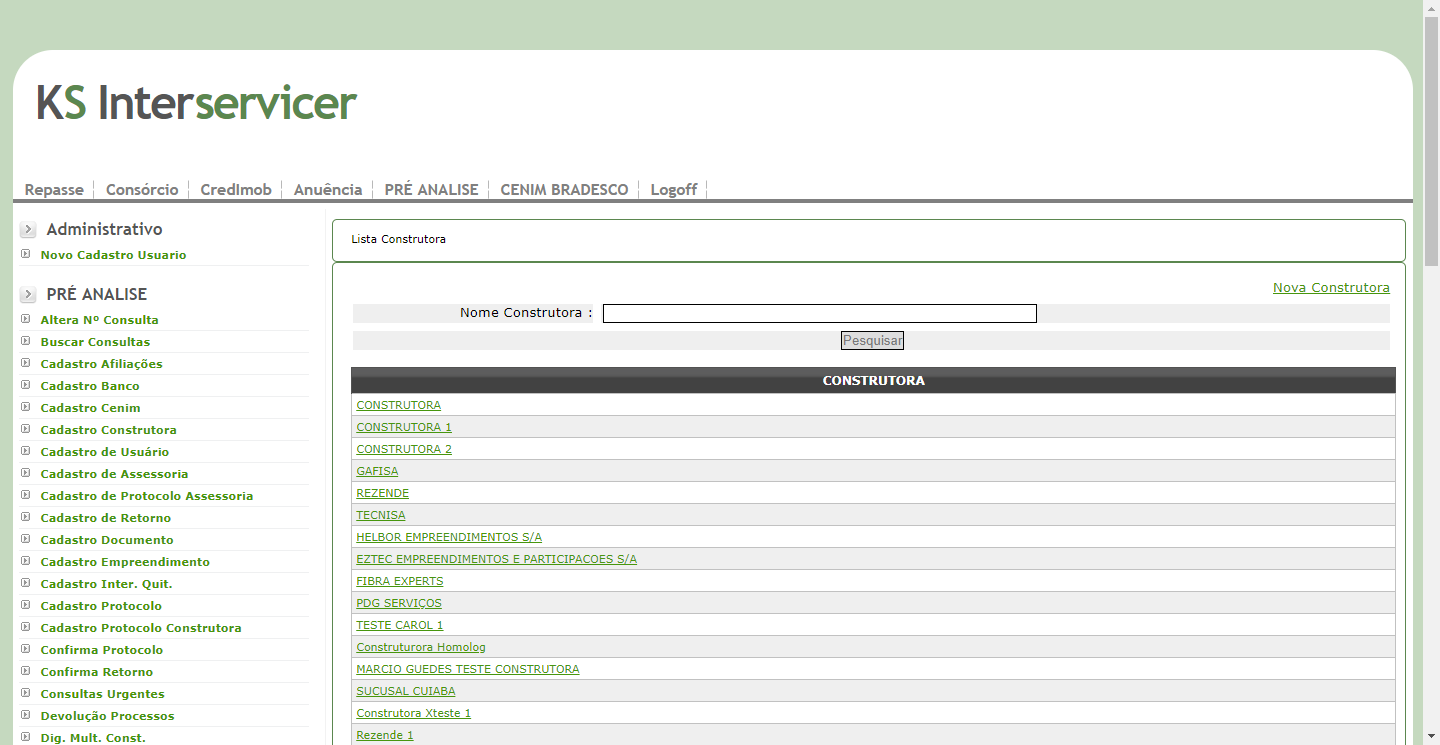 KS Interservicer
Repasse Consórcio CredImob Anuência PRÉ ANALISE CENIM BRADESCO Logoff
Administrativo
Novo Cadastro Usuario
PRÉ ANALISE
Altera Nº Consulta
Buscar Consultas
Cadastro Afiliações
Cadastro Banco
Cadastro Cenim
Cadastro Construtora
Cadastro de Usuário
Cadastro de Assessoria
Cadastro de Protocolo Assessoria
Cadastro de Retorno
Cadastro Documento
Cadastro Empreendimento
Cadastro Inter. Quit.
Cadastro Protocolo
Cadastro Protocolo Construtora
Confirma Protocolo
Confirma Retorno
Consultas Urgentes
Devolução Processos
Dig. Mult. Const.
Lista Construtora
Nova Construtora
Nome Construtora :
Pesquisar
CONSTRUTORA
CONSTRUTORA
CONSTRUTORA 1
CONSTRUTORA 2
GAFISA
REZENDE
TECNISA
HELBOR EMPREENDIMENTOS S/A
EZTEC EMPREENDIMENTOS E PARTICIPACOES S/A
FIBRA EXPERTS
PDG SERVIÇOS
TESTE CAROL 1
Construturora Homolog
MARCIO GUEDES TESTE CONSTRUTORA
SUCUSAL CUIABA
Construtora Xteste 1
Rezende 1